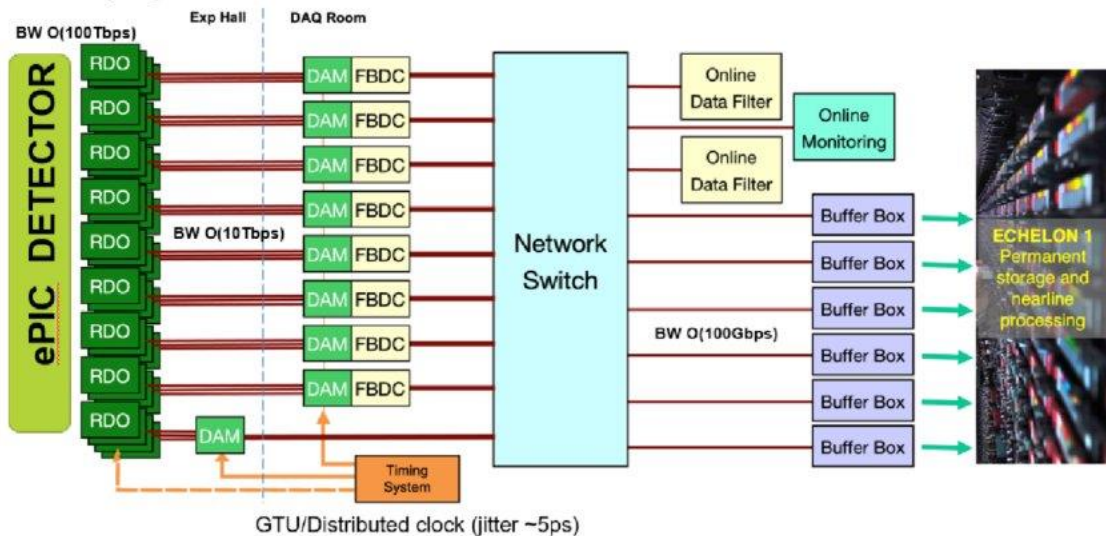 Exp Hall
DAQ Room
BW O(100Tbps)
ePIC DETECTOR
RDO
RDO
RDO
RDO
RDO
RDO
RDO
RDO
RDO
DAM FBDC
DAM FBDC
DAM FBDC
DAM FBDC
BW O(10Tbps)
DAM FBDC
DAM FBDC
DAM FBDC
DAM FBDC
DAM
Timing
System
GTU/Distributed clock (jitter ~5ps)
Network
Switch
Online
Data Filter
Online
Monitoring
Online
Data Filter
Buffer Box
Buffer Box
Buffer Box
BW O(100Gbps)
Buffer Box
Buffer Box
Buffer Box
ECHELON 1
Permanent
storage and
nearline
processing